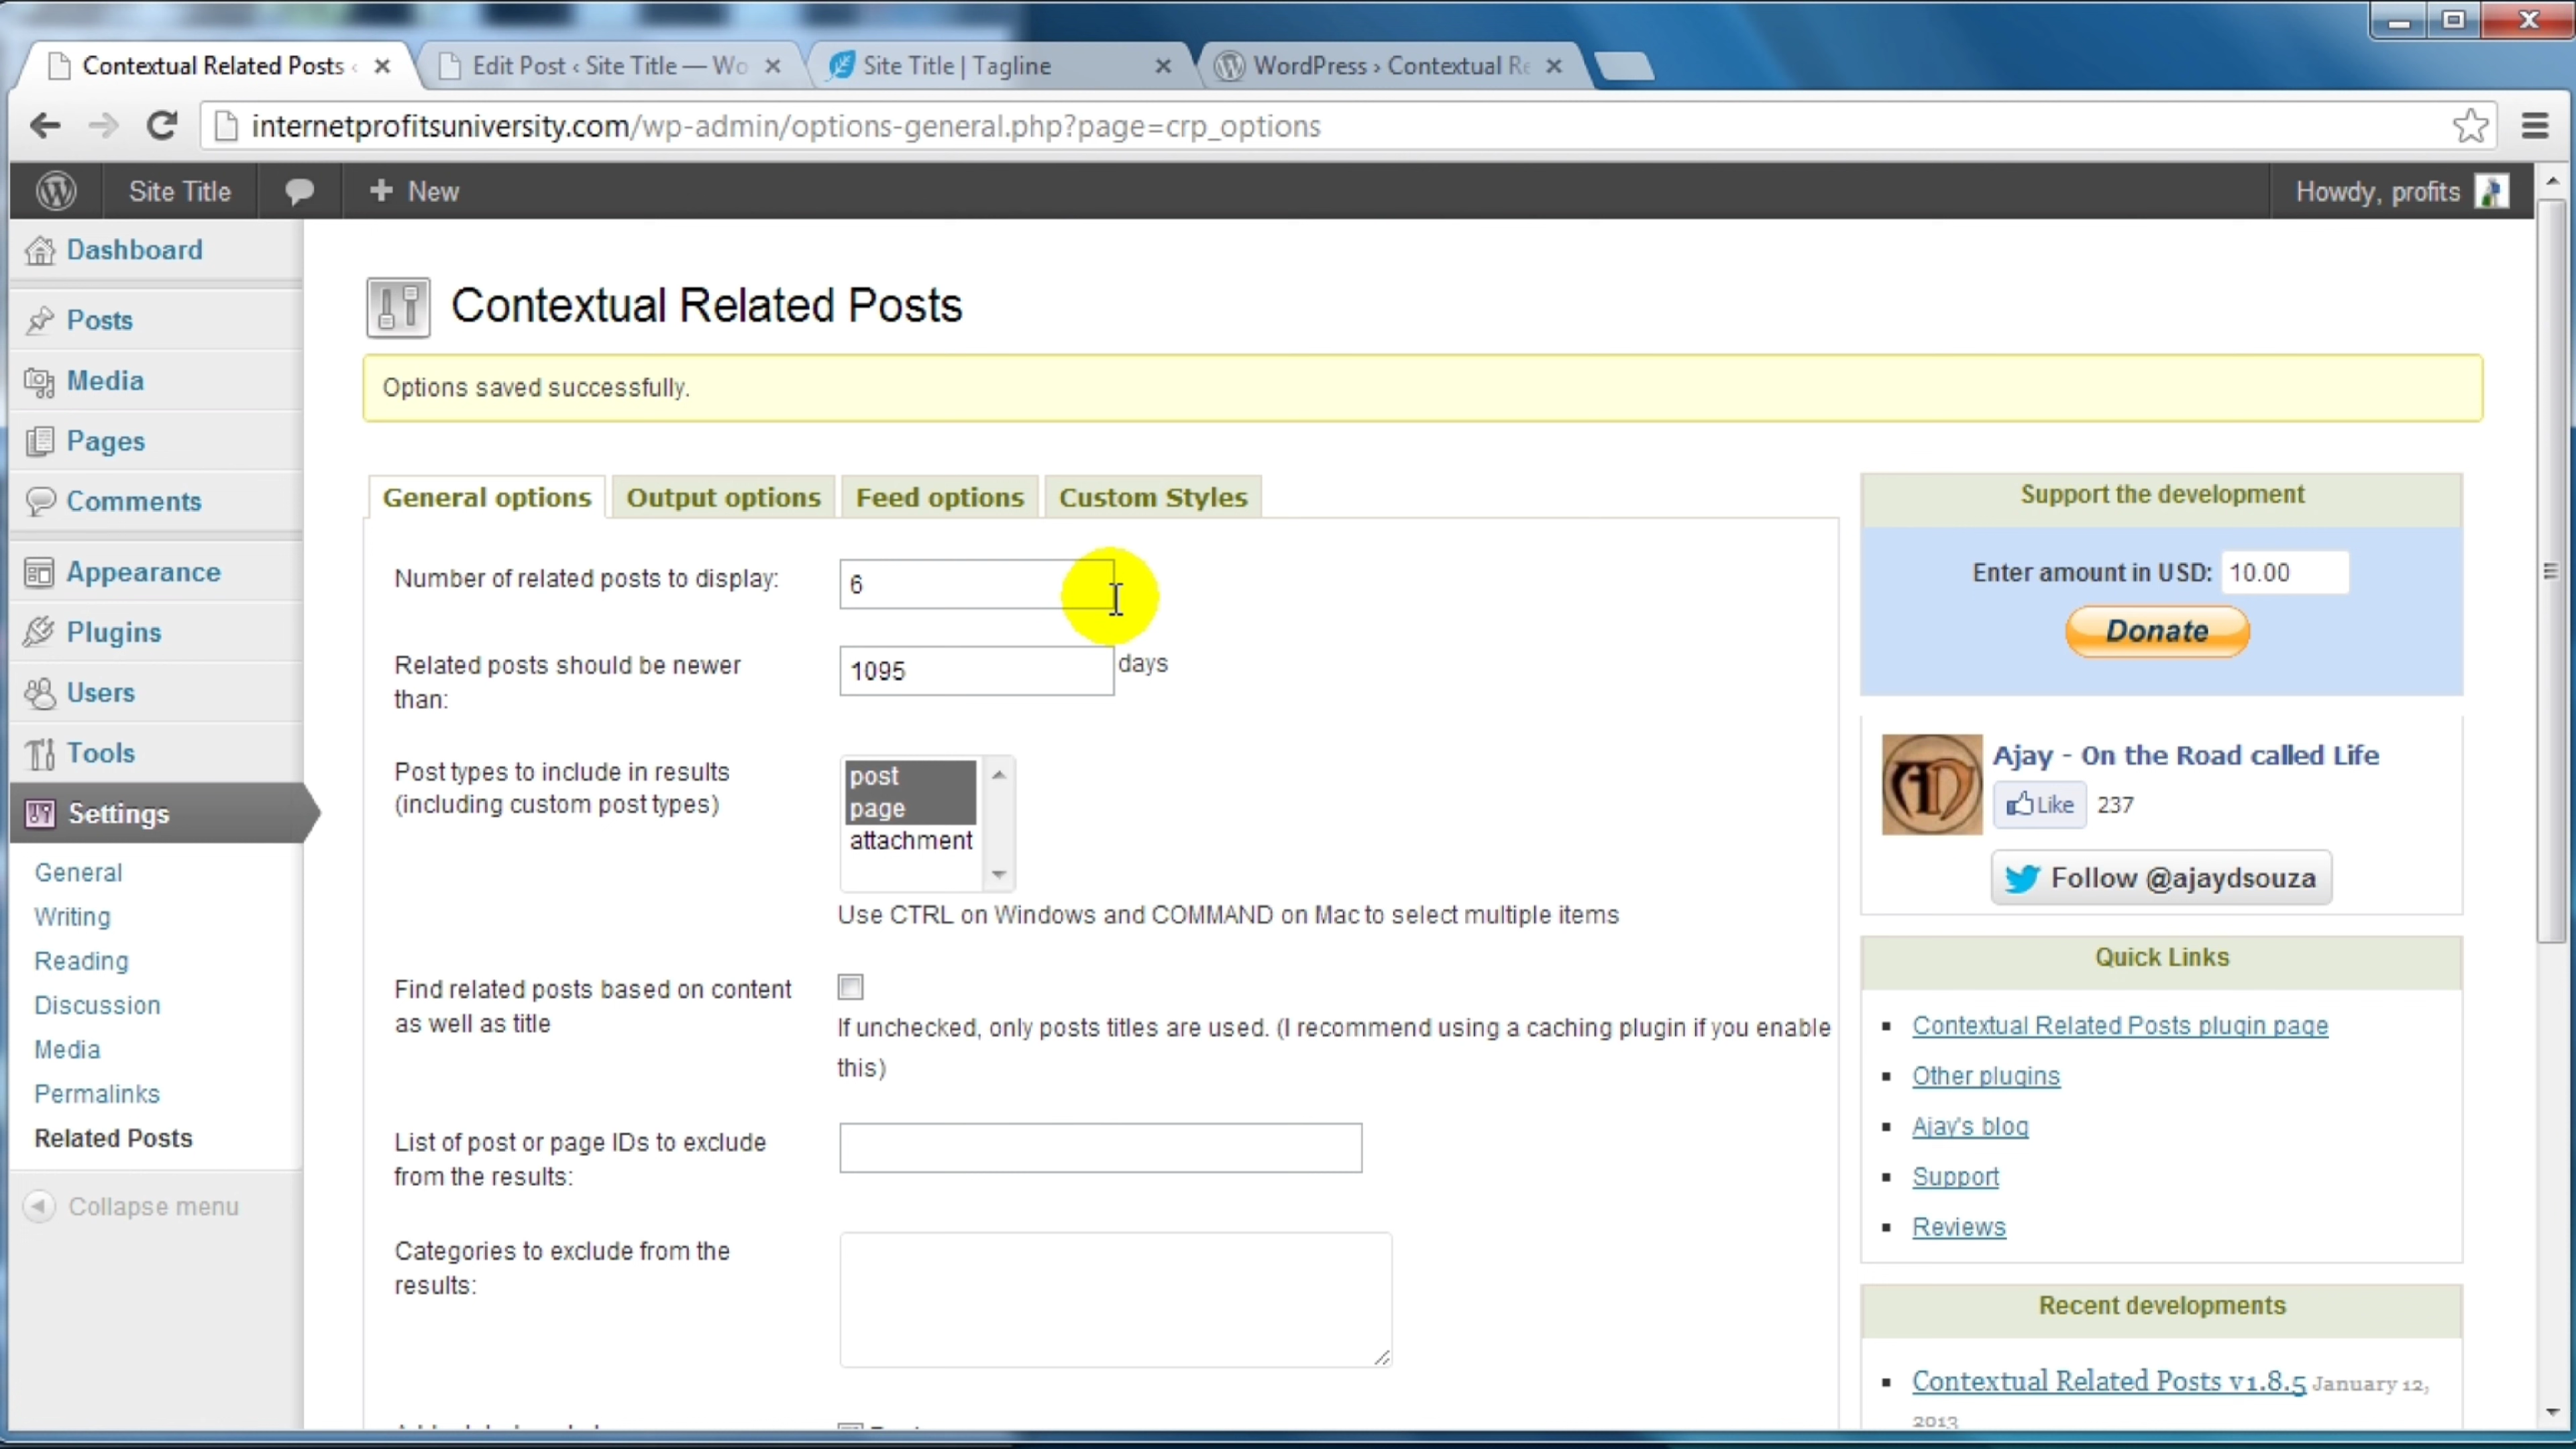 Contextual Related Posts ‹
Edit Post ‹ Site Title — Wo
Site Title | Tagline
WordPress › Contextual Re
internetprofitsuniversity.com/wp-admin/options-general.php?page=crp_options
Site Title
+ New
Howdy, profits
Dashboard
Posts
Media
Pages
Comments
Appearance
Plugins
Users
Tools
Settings
General
Writing
Reading
Discussion
Media
Permalinks
Related Posts
Collapse menu
Contextual Related Posts
Options saved successfully.
General options
Output options
Feed options
Custom Styles
Number of related posts to display:
6
Related posts should be newer
than:
1095
days
Post types to include in results
(including custom post types)
post
page
attachment
Use CTRL on Windows and COMMAND on Mac to select multiple items
Find related posts based on content
as well as title
If unchecked, only posts titles are used. (I recommend using a caching plugin if you enable
this)
List of post or page IDs to exclude
from the results:
Categories to exclude from the
results:
Support the development
Enter amount in USD:
10.00
Donate
Ajay - On the Road called Life
Like
237
Follow @ajaydsouza
Quick Links
Contextual Related Posts plugin page
Other plugins
Ajay's blog
Support
Reviews
Recent developments
Contextual Related Posts v1.8.5 January 12,
2013